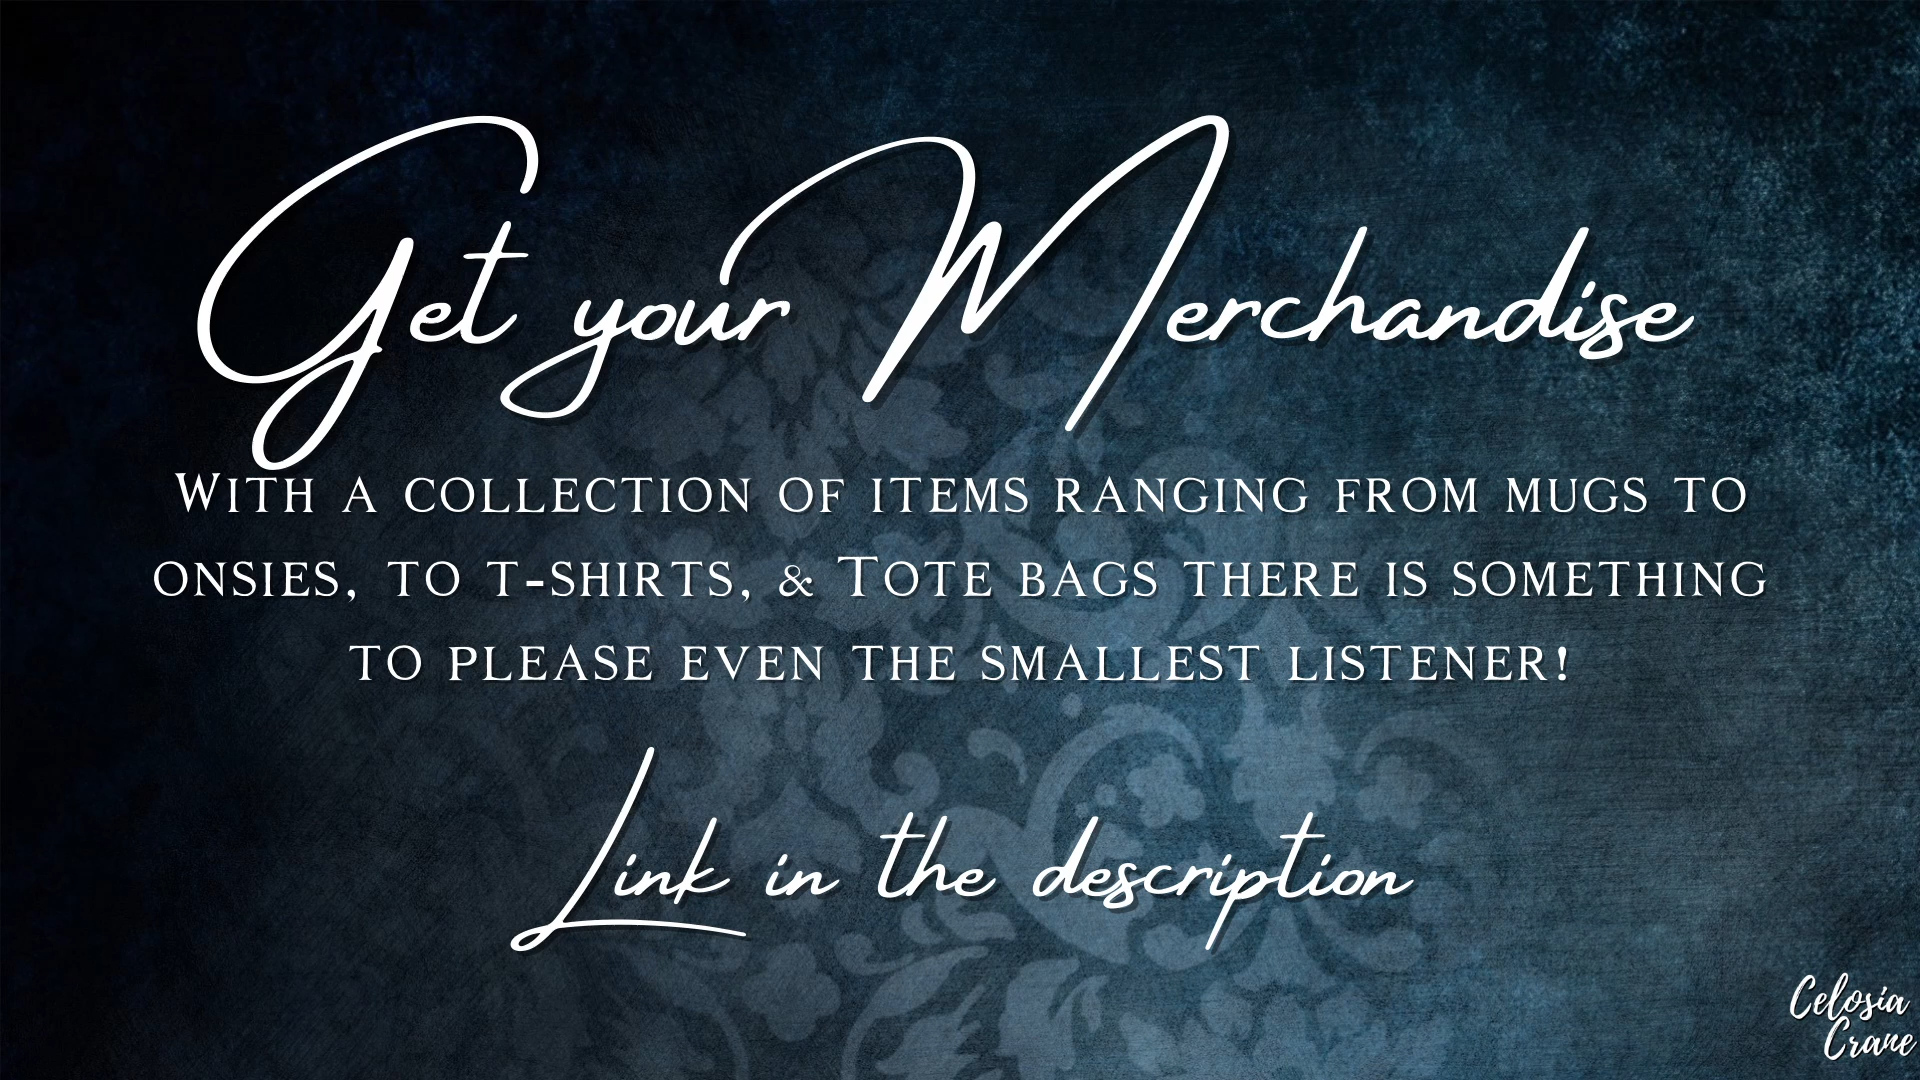 Get your Merchandise
With a collection of items ranging from mugs to
onsies, to t-shirts, & Tote bags there is something
to please even the smallest listener!
Link in the description
Celosia
Crane